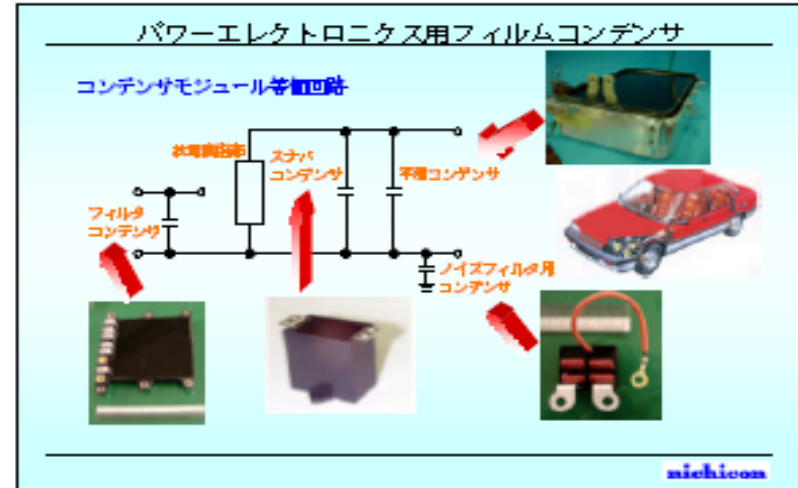 パワーエレクトロニクス用フィルムコンデンサ
コンデンサモジュール等価回路
スナバ
コンデンサ
平滑コンデンサ
フィルタ
コンデンサ
ノイズフィルタ用
コンデンサ
nichicon